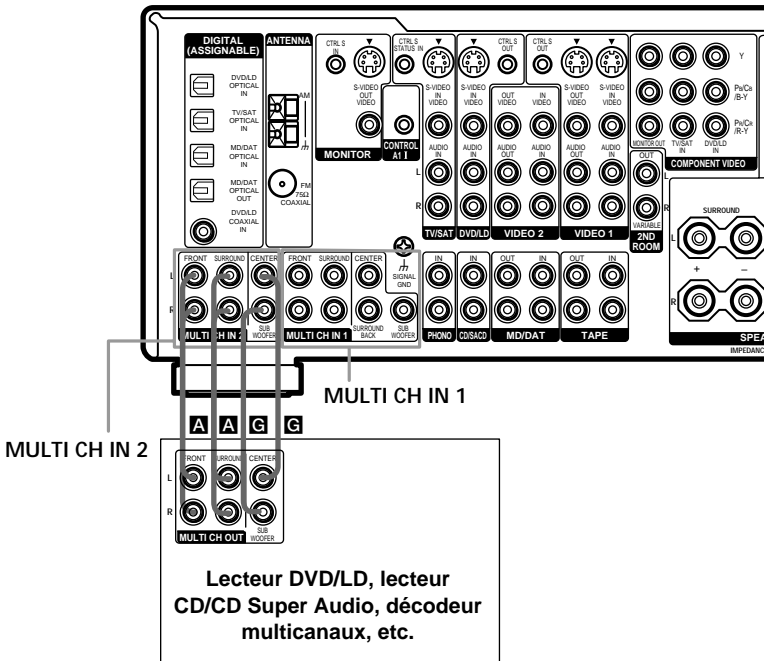 DIGITAL (ASSIGNABLE)
ANTENNA
DVD/LD OPTICAL IN
TV/SAT OPTICAL IN
MD/DAT OPTICAL IN
MD/DAT OPTICAL OUT
DVD/LD COAXIAL IN
AM
FM 75Ω COAXIAL
CTRL S IN
S-VIDEO OUT
VIDEO
MONITOR
CTRL S STATUS IN
CONTROL A1 II
S-VIDEO IN
VIDEO
AUDIO IN
L
R
TV/SAT
S-VIDEO IN
VIDEO
AUDIO IN
DVD/LD
CTRL S OUT
OUT VIDEO
AUDIO OUT
CTRL S OUT
IN VIDEO
AUDIO IN
VIDEO 2
S-VIDEO OUT
VIDEO
AUDIO OUT
S-VIDEO IN
VIDEO
AUDIO IN
VIDEO 1
Y
PB/CB /B-Y
PR/CR /R-Y
MONITOR OUT
TV/SAT IN
DVD/LD IN
COMPONENT VIDEO
OUT
L
R
VARIABLE
2ND ROOM
SURROUND
L
+ –
R
SPEA
IMPEDANC
FRONT SURROUND CENTER
L
R
MULTI CH IN 2
SUB WOOFER
FRONT SURROUND CENTER
MULTI CH IN 1
SURROUND BACK
SUB WOOFER
SIGNAL GND
IN
PHONO
IN
CD/SACD
OUT IN
MD/DAT
OUT IN
TAPE
MULTI CH IN 1
MULTI CH IN 2
A A G G
FRONT SURROUND CENTER
L
R
MULTI CH OUT
SUB WOOFER
Lecteur DVD/LD, lecteur
CD/CD Super Audio, décodeur
multicanaux, etc.